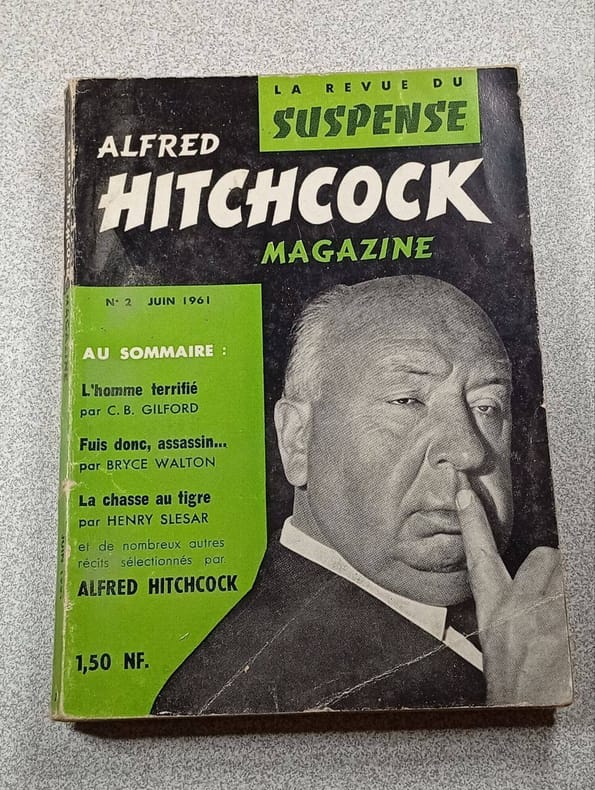 LA REVUE DU
SUSPENSE
ALFRED
HITCHCOCK
MAGAZINE
N° 2 JUIN 1961
AU SOMMAIRE :
L'homme terrifié
par C. B. GILFORD
Fuis donc, assassin...
par BRYCE WALTON
La chasse au tigre
par HENRY SLESAR
et de nombreux autres
récits sélectionnés par
ALFRED HITCHCOCK
1,50 NF.
MAGAZINE